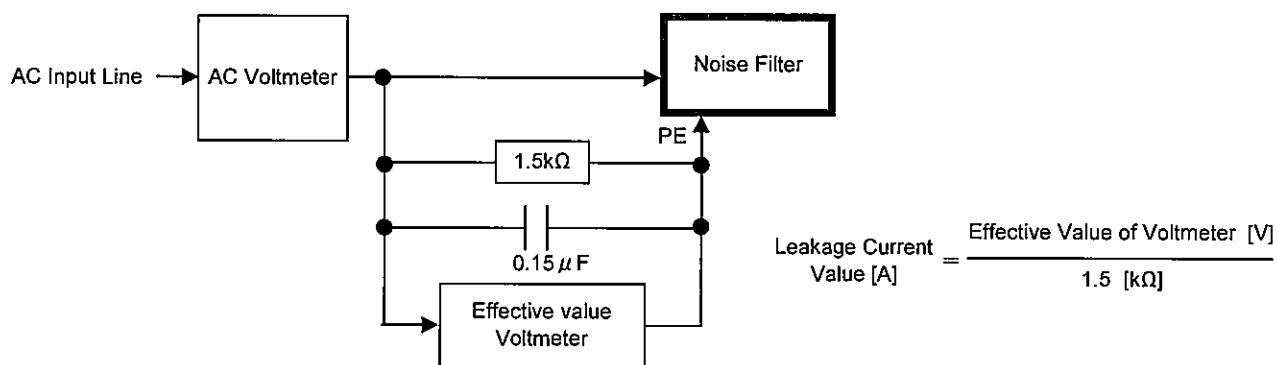 AC Input Line
AC Voltmeter
Noise Filter
PE
1.5kΩ
0.15μF
Effective value
Voltmeter
Leakage Current
Value [A]
=
Effective Value of Voltmeter [V]
1.5 [kΩ]